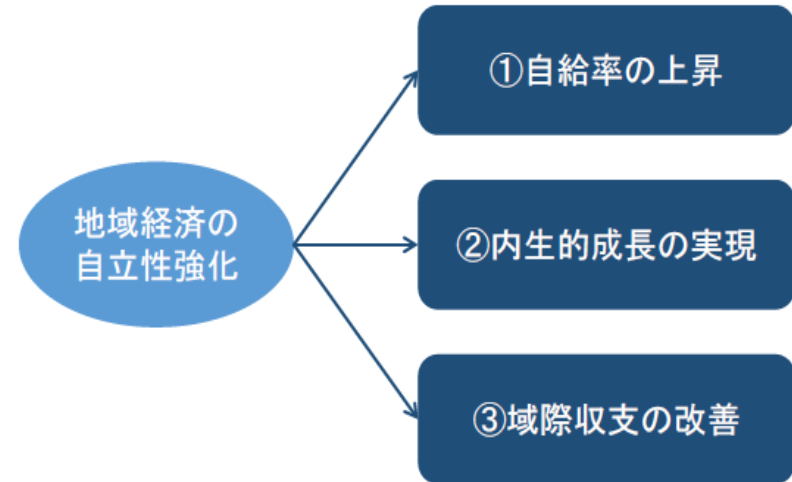 地域経済の
自立性強化
①自給率の上昇
②内生的成長の実現
③域際収支の改善